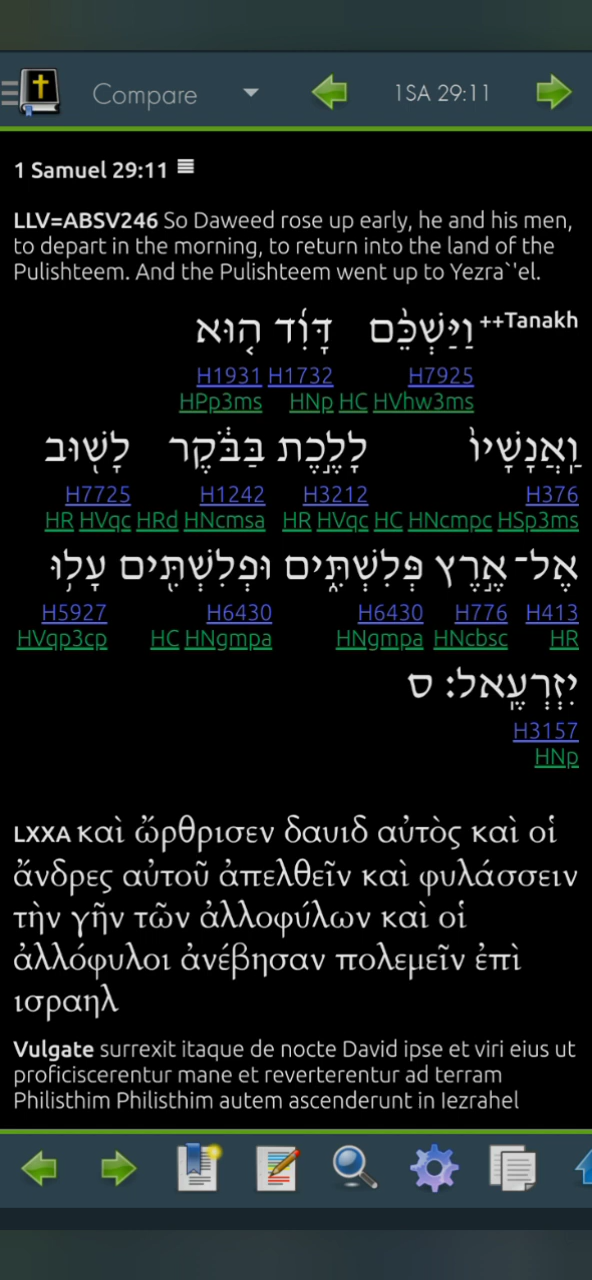 Compare
1SA 29:11
1 Samuel 29:11
LLV=ABSV246 So Daweed rose up early, he and his men,
to depart in the morning, to return into the land of the
Pulishteem. And the Pulishteem went up to Yezra`'el.
++Tanakh וַיַּשְׁכֵּ֨ם דָּוִ֜ד ה֤וּא
H1931 H1732 H7925
HPp3ms HNp HC HVhw3ms
וַֽאֲנָשָׁיו֙ לָלֶ֣כֶת בַּבֹּ֔קֶר לָשׁ֖וּב
H7725 H1242 H3212 H376
HR HVqc HRd HNcmsa HR HVqc HC HNcmpc HSp3ms
אֶל־אֶ֣רֶץ פְּלִשְׁתִּ֑ים וּפְלִשְׁתִּ֖ים עָל֥וּ
H5927 H6430 H6430 H776 H413
HVqp3cp HC HNgmpa HNgmpa HNcbsc HR
יִזְרְעֶֽאל׃ ס
H3157
HNp
LXXA καὶ ὤρθρισεν δαυιδ αὐτὸς καὶ οἱ
ἄνδρες αὐτοῦ ἀπελθεῖν καὶ φυλάσσειν
τὴν γῆν τῶν ἀλλοφύλων καὶ οἱ
ἀλλόφυλοι ἀνέβησαν πολεμεῖν ἐπὶ
ισραηλ
Vulgate surrexit itaque de nocte David ipse et viri eius ut
proficiscerentur mane et reverterentur ad terram
Philisthim Philisthim autem ascenderunt in Iezrahel